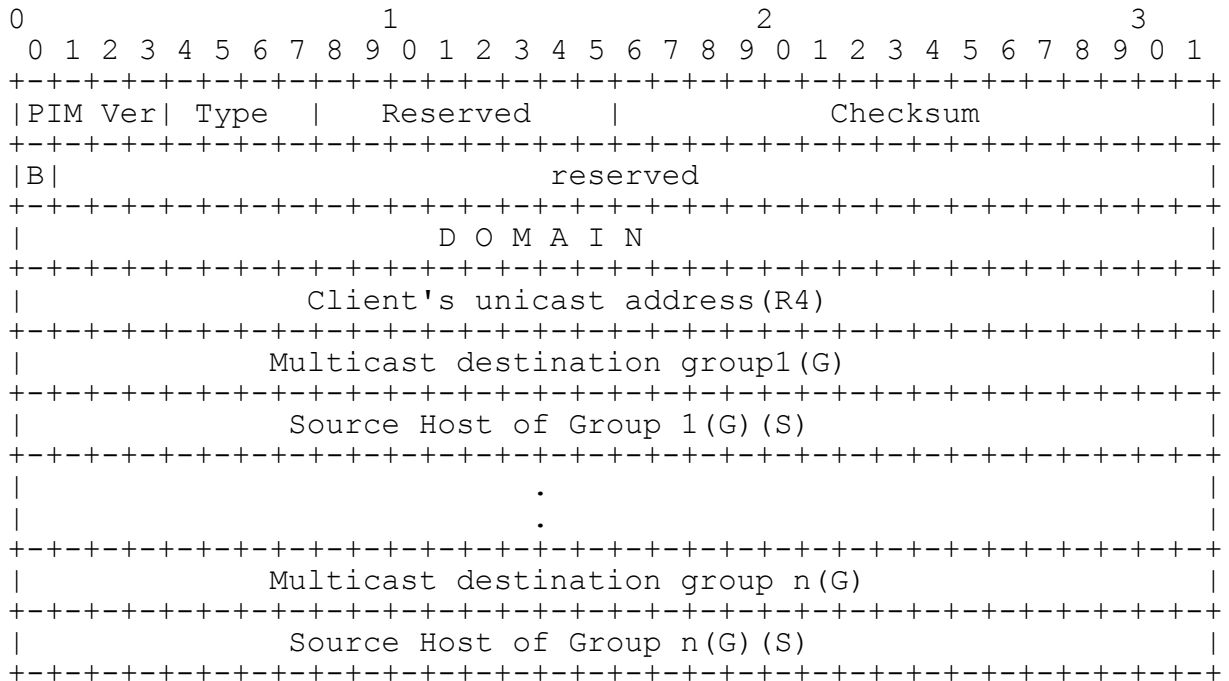 0                   1                   2                   3
 0 1 2 3 4 5 6 7 8 9 0 1 2 3 4 5 6 7 8 9 0 1 2 3 4 5 6 7 8 9 0 1
+-+-+-+-+-+-+-+-+-+-+-+-+-+-+-+-+-+-+-+-+-+-+-+-+-+-+-+-+-+-+-+-+
|PIM Ver| Type  |   Reserved    |           Checksum            |
+-+-+-+-+-+-+-+-+-+-+-+-+-+-+-+-+-+-+-+-+-+-+-+-+-+-+-+-+-+-+-+-+
|B|                          reserved                           |
+-+-+-+-+-+-+-+-+-+-+-+-+-+-+-+-+-+-+-+-+-+-+-+-+-+-+-+-+-+-+-+-+
|                      D O M A I N                              |
+-+-+-+-+-+-+-+-+-+-+-+-+-+-+-+-+-+-+-+-+-+-+-+-+-+-+-+-+-+-+-+-+
|               Client's unicast address(R4)                    |
+-+-+-+-+-+-+-+-+-+-+-+-+-+-+-+-+-+-+-+-+-+-+-+-+-+-+-+-+-+-+-+-+
|             Multicast destination group1(G)                   |
+-+-+-+-+-+-+-+-+-+-+-+-+-+-+-+-+-+-+-+-+-+-+-+-+-+-+-+-+-+-+-+-+
|              Source Host of Group 1(G)(S)                     |
+-+-+-+-+-+-+-+-+-+-+-+-+-+-+-+-+-+-+-+-+-+-+-+-+-+-+-+-+-+-+-+-+
|                           .                                   |
|                           .                                   |
+-+-+-+-+-+-+-+-+-+-+-+-+-+-+-+-+-+-+-+-+-+-+-+-+-+-+-+-+-+-+-+-+
|             Multicast destination group n(G)                  |
+-+-+-+-+-+-+-+-+-+-+-+-+-+-+-+-+-+-+-+-+-+-+-+-+-+-+-+-+-+-+-+-+
|              Source Host of Group n(G)(S)                     |
+-+-+-+-+-+-+-+-+-+-+-+-+-+-+-+-+-+-+-+-+-+-+-+-+-+-+-+-+-+-+-+-+